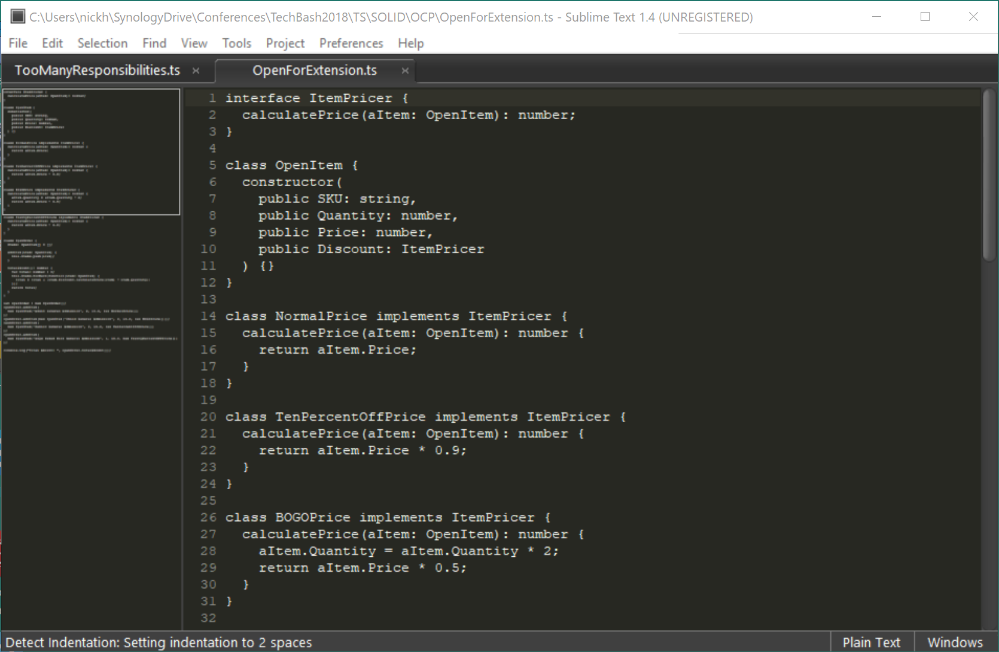 C:\Users\nickh\SynologyDrive\Conferences\TechBash2018\TS\SOLID\OCP\OpenForExtension.ts - Sublime Text 1.4 (UNREGISTERED)
File Edit Selection Find View Tools Project Preferences Help
TooManyResponsibilities.ts × OpenForExtension.ts ×
1 interface ItemPricer {
2   calculatePrice(aItem: OpenItem): number;
3 }
4
5 class OpenItem {
6   constructor(
7     public SKU: string,
8     public Quantity: number,
9     public Price: number,
10     public Discount: ItemPricer
11   ) {}
12 }
13
14 class NormalPrice implements ItemPricer {
15   calculatePrice(aItem: OpenItem): number {
16     return aItem.Price;
17   }
18 }
19
20 class TenPercentOffPrice implements ItemPricer {
21   calculatePrice(aItem: OpenItem): number {
22     return aItem.Price * 0.9;
23   }
24 }
25
26 class BOGOPrice implements ItemPricer {
27   calculatePrice(aItem: OpenItem): number {
28     aItem.Quantity = aItem.Quantity * 2;
29     return aItem.Price * 0.5;
30   }
31 }
32
Detect Indentation: Setting indentation to 2 spaces Plain Text Windows